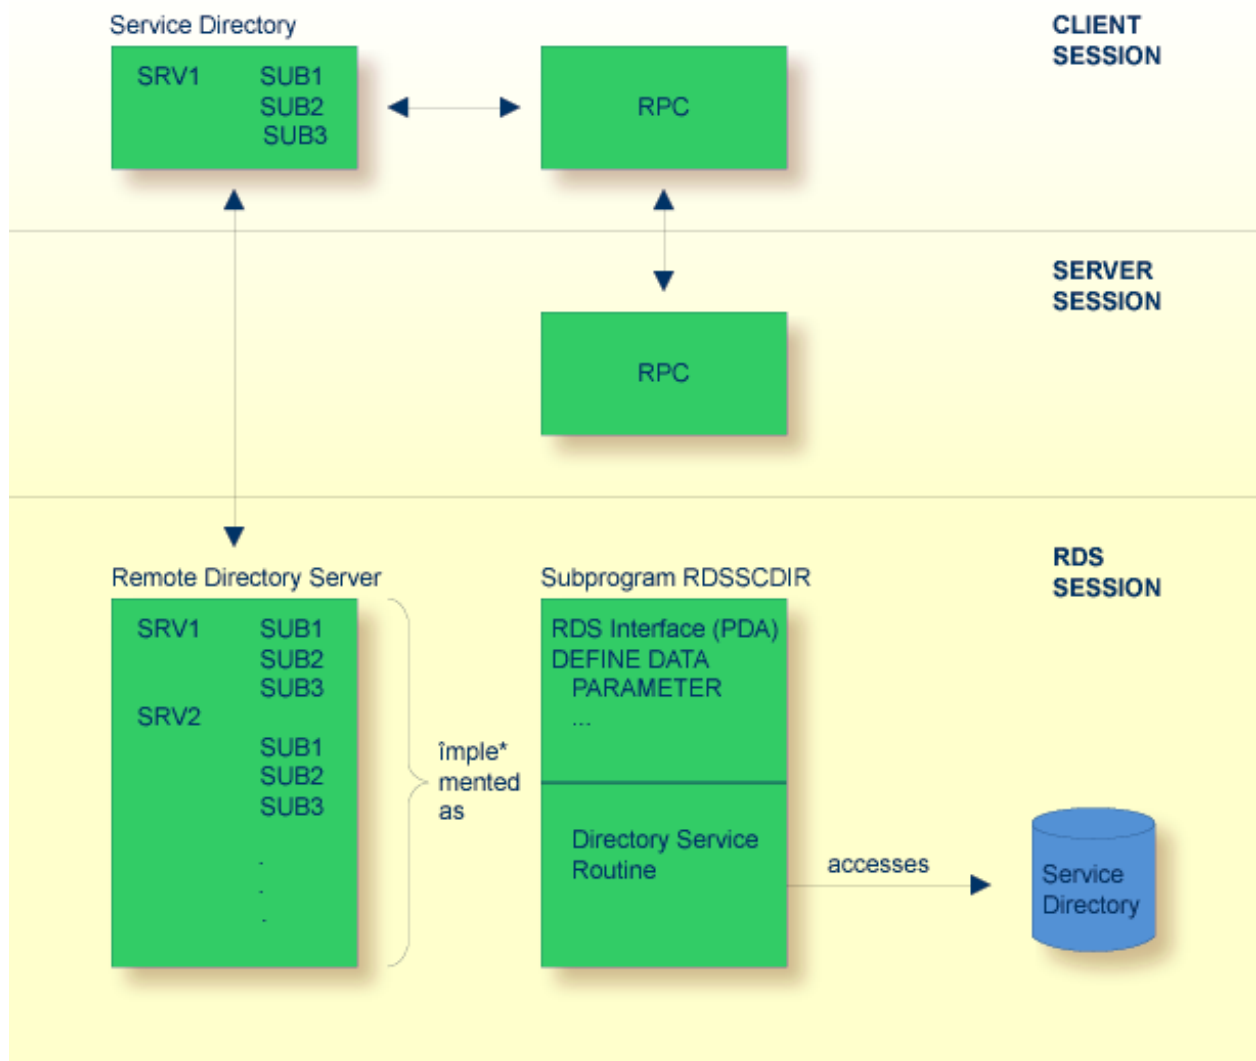 Service Directory
CLIENT
SESSION
SRV1 SUB1
SUB2
SUB3
RPC
SERVER
SESSION
RPC
RDS
SESSION
Remote Directory Server
SRV1 SUB1
SUB2
SUB3
SRV2
SUB1
SUB2
SUB3
.
.
.
împle*
mented
as
Subprogram RDSSCDIR
RDS Interface (PDA)
DEFINE DATA
PARAMETER
...
Directory Service
Routine
accesses
Service
Directory